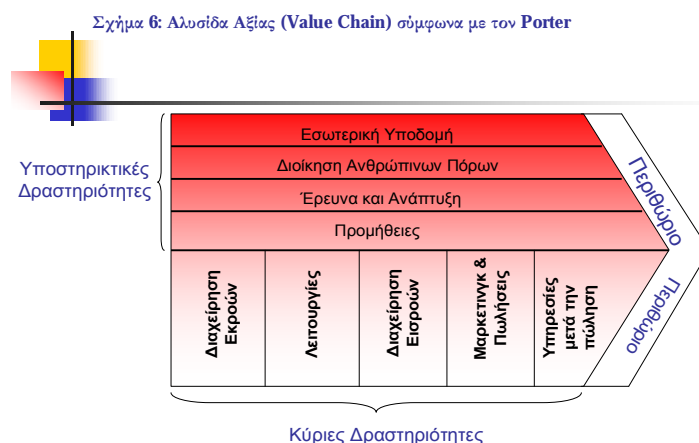 Σχήμα 6: Αλυσίδα Αξίας (Value Chain) σύμφωνα με τον Porter
Υποστηρικτικές
Δραστηριότητες
Εσωτερική Υποδομή
Διοίκηση Ανθρώπινων Πόρων
Έρευνα και Ανάπτυξη
Προμήθειες
Περιθώριο
Διαχείρηση
Εκροών
Λειτουργίες
Διαχείρηση
Εισροών
Μαρκετινγκ &
Πωλήσεις
Υπηρεσίες
μετά την
πώληση
Περιθώριο
Κύριες Δραστηριότητες